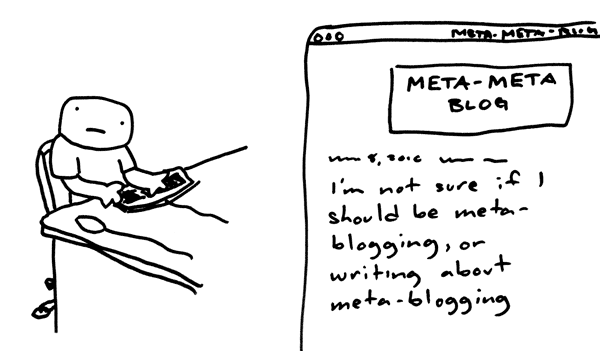 META-META-BLOG
META-META
BLOG
I'm not sure if I
should be meta-
blogging, or
writing about
meta-blogging